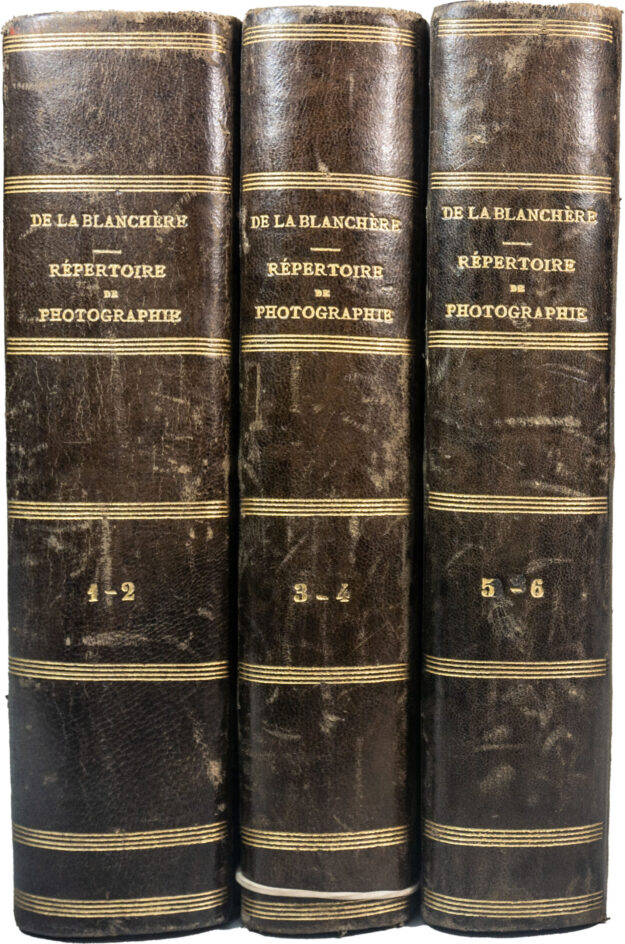 DE LA BLANCHÈRE
RÉPERTOIRE
DE
PHOTOGRAPHIE
1-2
DE LA BLANCHÈRE
RÉPERTOIRE
DE
PHOTOGRAPHIE
3-4
DE LA BLANCHÈRE
RÉPERTOIRE
DE
PHOTOGRAPHIE
5-6